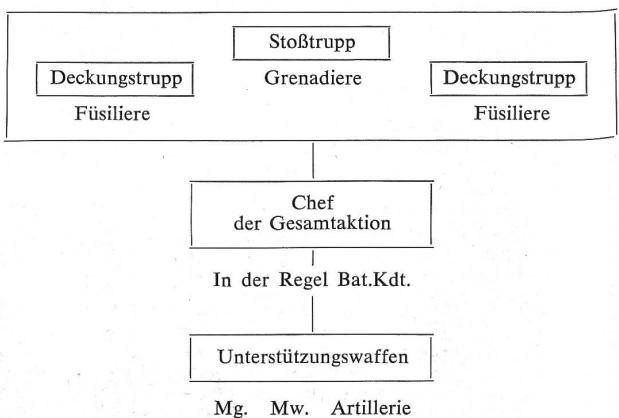 Stoßtrupp
Deckungstrupp Grenadiere Deckungstrupp
Füsiliere Füsiliere
Chef
der Gesamtaktion
In der Regel Bat.Kdt.
Unterstützungswaffen
Mg. Mw. Artillerie